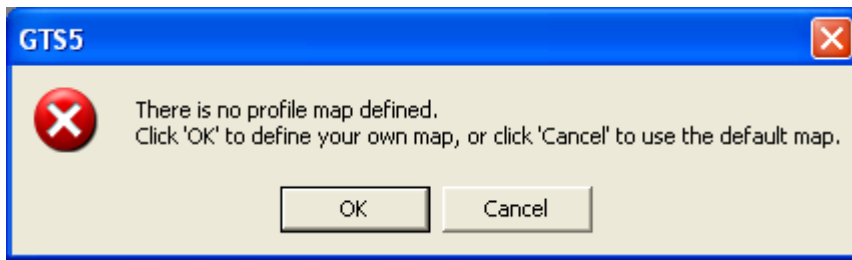 GTS5
There is no profile map defined.
Click 'OK' to define your own map, or click 'Cancel' to use the default map.
OK
Cancel